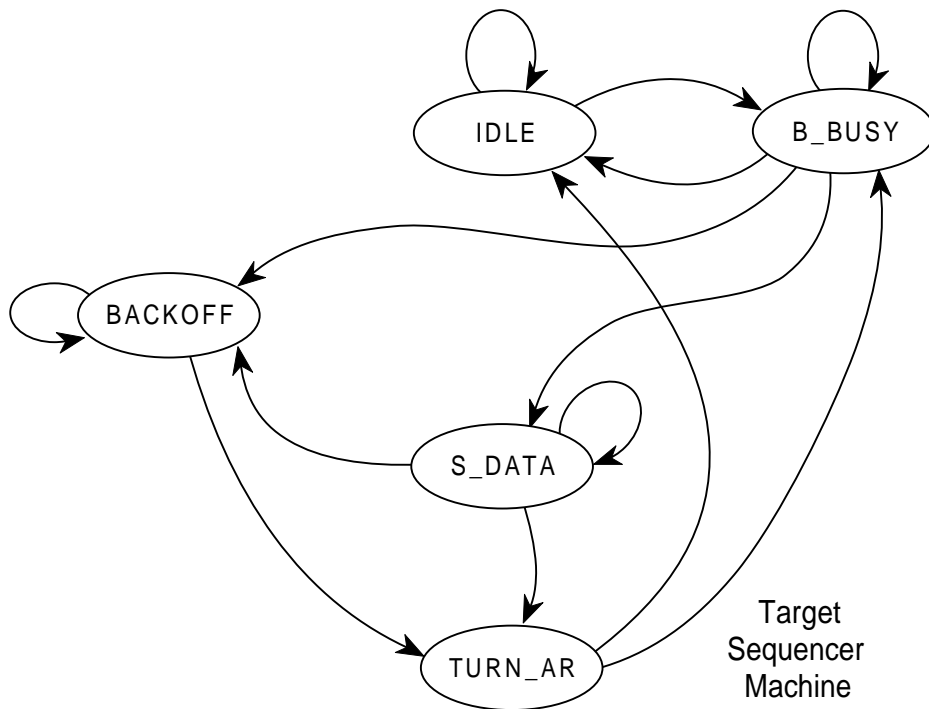 IDLE
B_BUSY
BACKOFF
S_DATA
TURN_AR
Target
Sequencer
Machine